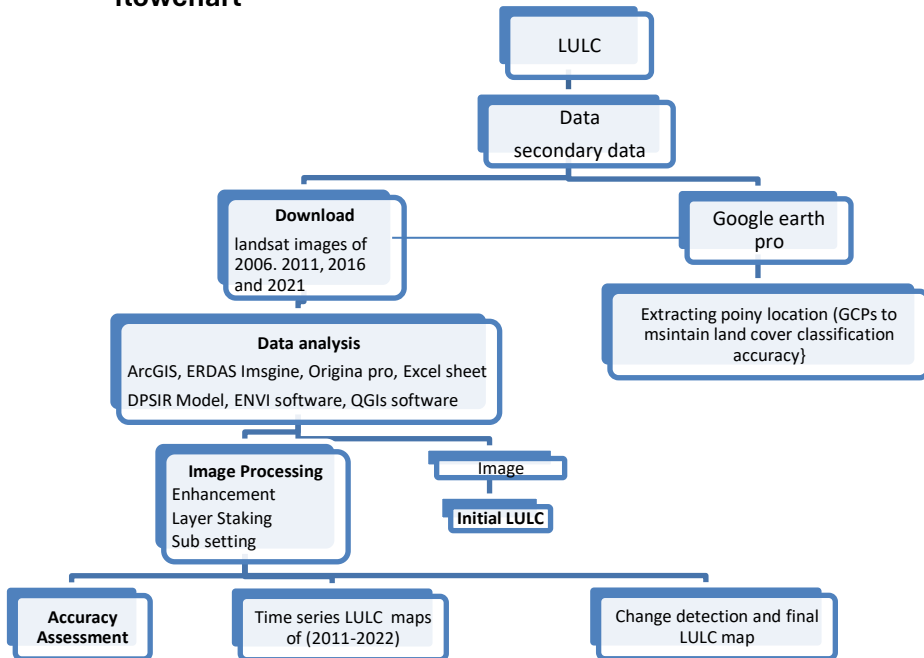 flowchart
LULC
Data
secondary data
Download
landsat images of
2006. 2011, 2016
and 2021
Google earth
pro
Extracting poiny location (GCPs to
msintain land cover classification
accuracy}
Data analysis
ArcGIS, ERDAS Imsgine, Origina pro, Excel sheet
DPSIR Model, ENVI software, QGIs software
Image Processing
Enhancement
Layer Staking
Sub setting
Image
Initial LULC
Accuracy
Assessment
Time series LULC maps
of (2011-2022)
Change detection and final
LULC map